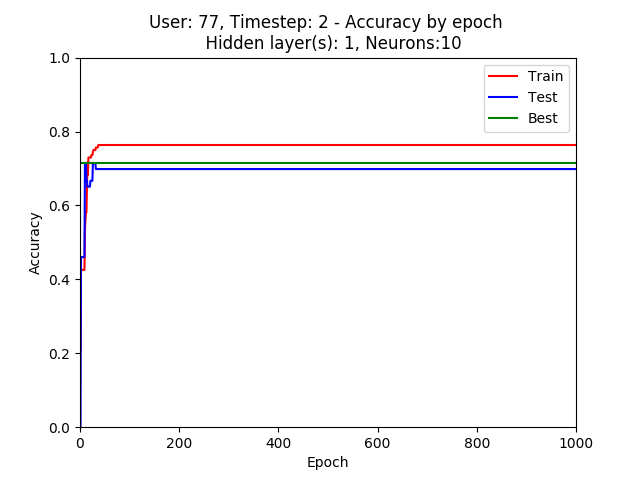 User: 77, Timestep: 2 - Accuracy by epoch
Hidden layer(s): 1, Neurons:10
1.0
0.8
0.6
0.4
0.2
0.0
Accuracy
Train
Test
Best
0 200 400 600 800 1000
Epoch